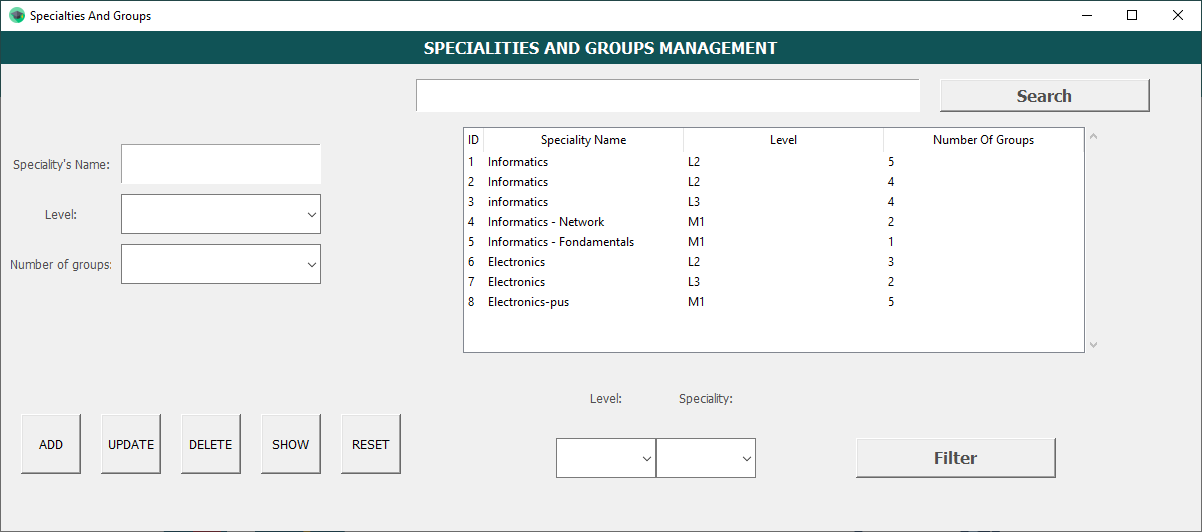 Specialties And Groups
SPECIALITIES AND GROUPS MANAGEMENT
Search
Speciality's Name:
Level:
Number of groups:
ID Speciality Name Level Number Of Groups
1 Informatics L2 5
2 Informatics L2 4
3 informatics L3 4
4 Informatics - Network M1 2
5 Informatics - Fondamentals M1 1
6 Electronics L2 3
7 Electronics L3 2
8 Electronics-pus M1 5
Level: Speciality:
ADD UPDATE DELETE SHOW RESET
Filter